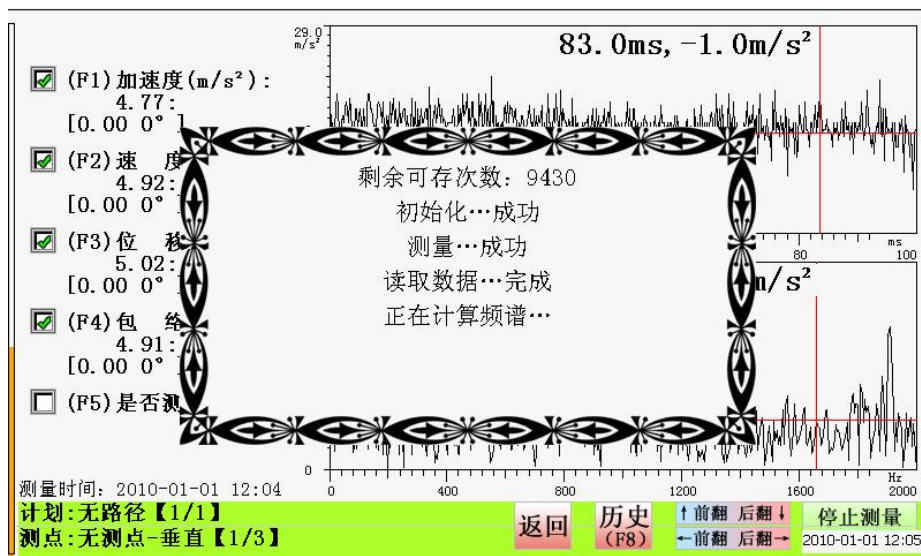 29.0
m/s²
83.0ms,-1.0m/s²
(F1)加速度(m/s²):
4.77:
[0.00 0° ]
(F2)速 度
4.92:
[0.00 0° ]
(F3)位 移
5.02:
[0.00 0°
(F4)包 络
4.91:
[0.00 0°
(F5)是否测
剩余可存次数: 9430
初始化…成功
测量…成功
读取数据…完成
正在计算频谱…
80 ms 100
m/s²
0
0 400 800 1200 1600 Hz 2000
测量时间: 2010-01-01 12:04
计划:无路径【1/1】
测点:无测点-垂直【1/3】
返回
历史
(F8)
↑前翻 后翻↓
←前翻 后翻→
停止测量
2010-01-01 12:05